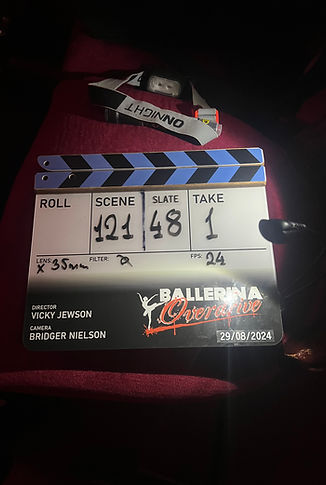 ONNIGHT
ROLL SCENE SLATE TAKE
121 48 1
LENS: FILTER: FPS:
X 35mm 24
DIRECTOR
VICKY JEWSON
CAMERA
BRIDGER NIELSON
BALLERINA
Overdrive
29/08/2024